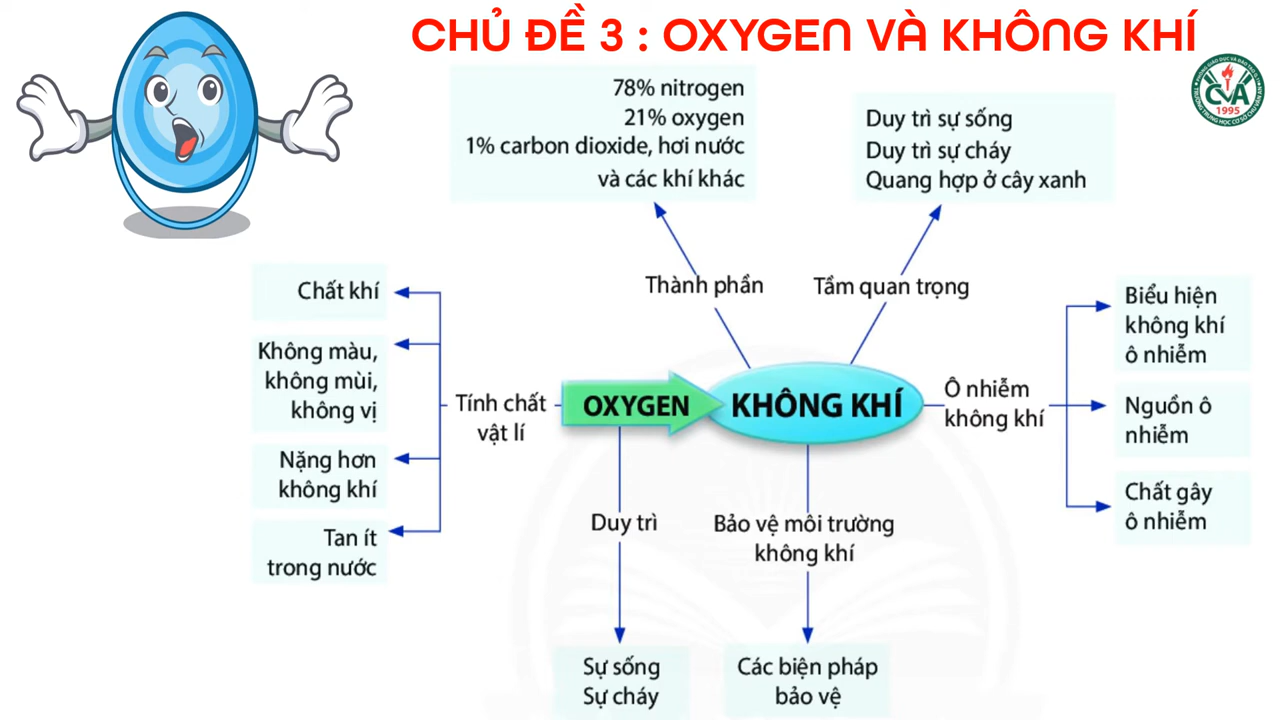 CHỦ ĐỀ 3 : OXYGEN VÀ KHÔNG KHÍ
CVA
1995
78% nitrogen
21% oxygen
1% carbon dioxide, hơi nước
và các khí khác
Duy trì sự sống
Duy trì sự cháy
Quang hợp ở cây xanh
Thành phần
Tầm quan trọng
Chất khí
Không màu,
không mùi,
không vị
Nặng hơn
không khí
Tan ít
trong nước
Tính chất
vật lí
OXYGEN
KHÔNG KHÍ
Ô nhiễm
không khí
Biểu hiện
không khí
ô nhiễm
Nguồn ô
nhiễm
Chất gây
ô nhiễm
Duy trì
Bảo vệ môi trường
không khí
Sự sống
Sự cháy
Các biện pháp
bảo vệ